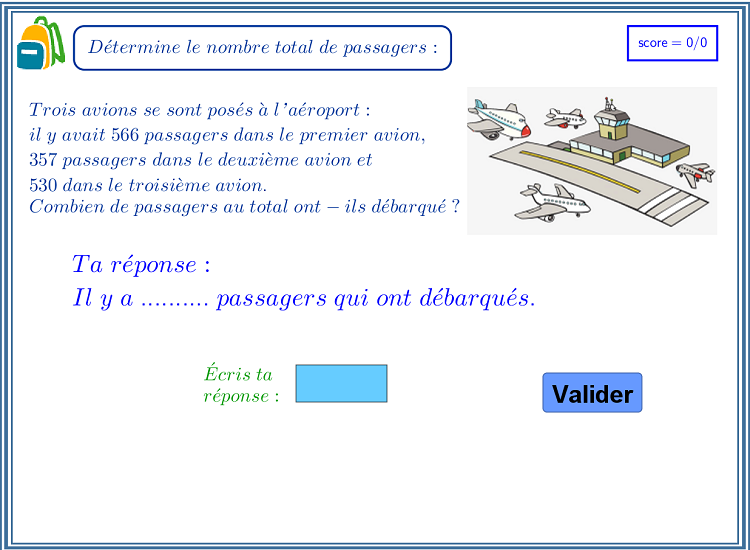 Détermine le nombre total de passagers :
score = 0/0
Trois avions se sont posés à l'aéroport :
il y avait 566 passagers dans le premier avion,
357 passagers dans le deuxième avion et
530 dans le troisième avion.
Combien de passagers au total ont – ils débarqué ?
Ta réponse :
Il y a .......... passagers qui ont débarqués.
Écris ta
réponse :
Valider